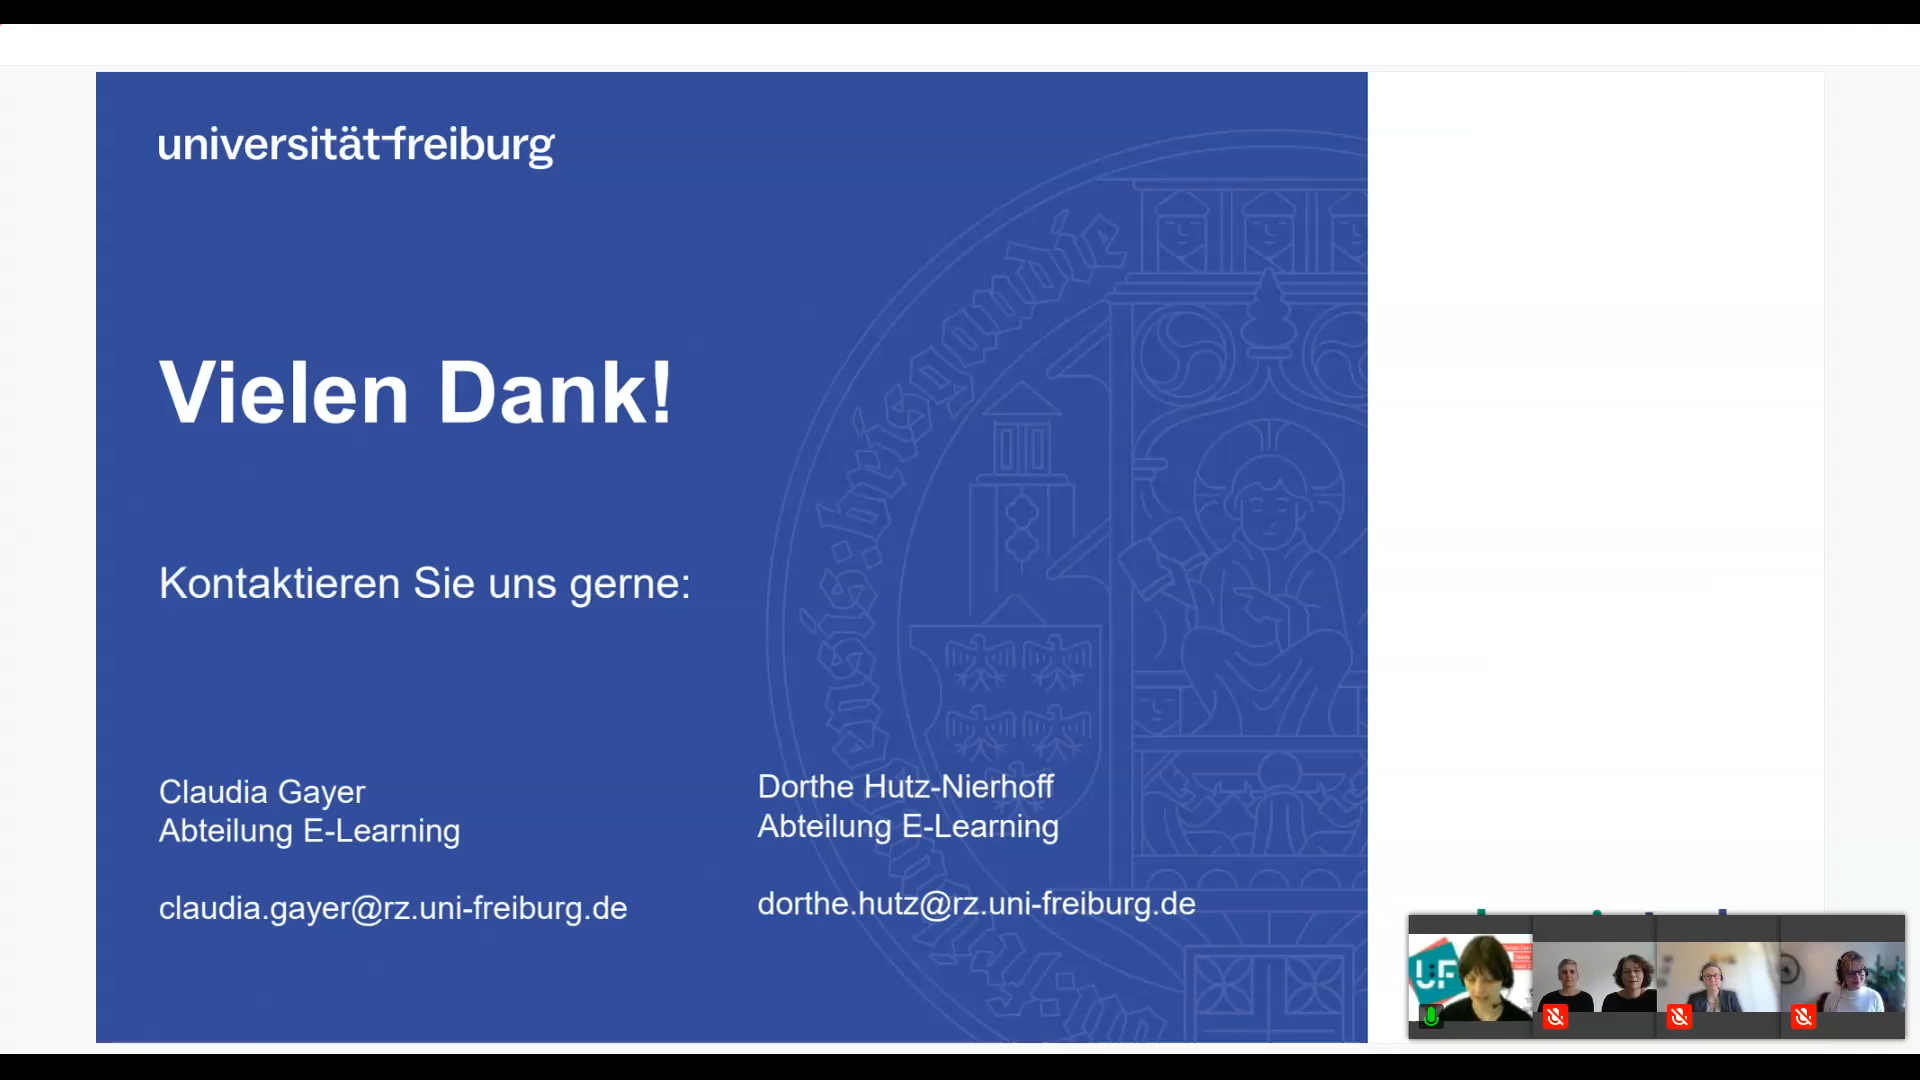 universität freiburg
Vielen Dank!
Kontaktieren Sie uns gerne:
Claudia Gayer
Abteilung E-Learning
claudia.gayer@rz.uni-freiburg.de
Dorthe Hutz-Nierhoff
Abteilung E-Learning
dorthe.hutz@rz.uni-freiburg.de